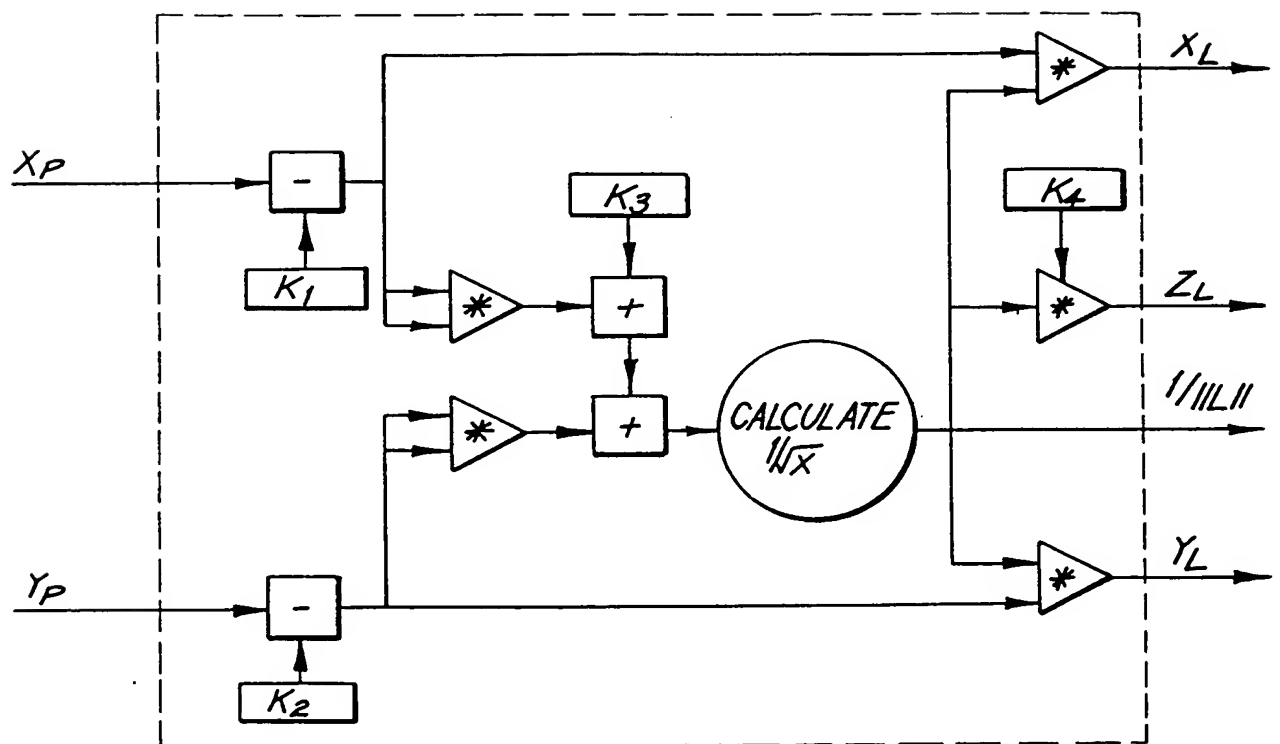 X_L
X_P
-
*
K_3
K_4
K_1
*
+
*
Z_L
1/||L||
*
+
CALCULATE
1/√X
Y_L
*
Y_P
-
K_2